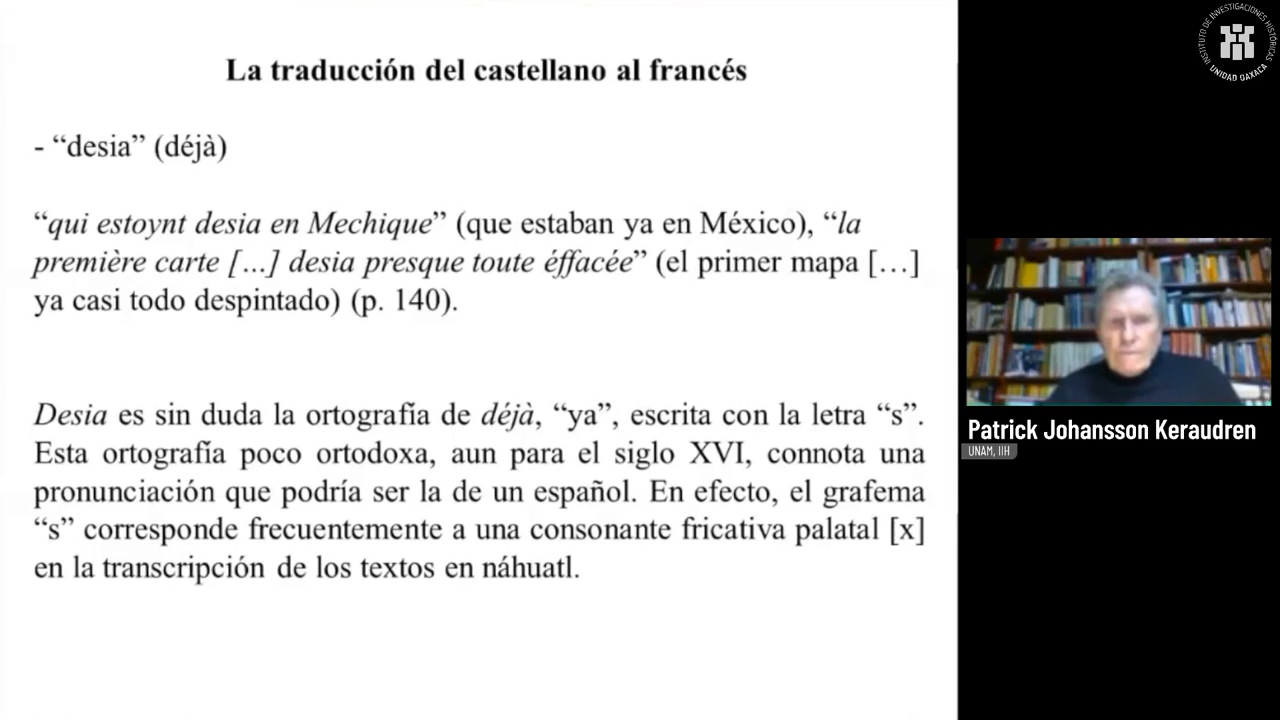 La traducción del castellano al francés
- “desia” (déjà)
“qui estoynt desia en Mechique” (que estaban ya en México), “la
première carte [...] desia presque toute éffacée” (el primer mapa […]
ya casi todo despintado) (p. 140).
Desia es sin duda la ortografía de déjà, “ya”, escrita con la letra “s”.
Esta ortografía poco ortodoxa, aun para el siglo XVI, connota una
pronunciación que podría ser la de un español. En efecto, el grafema
“s” corresponde frecuentemente a una consonante fricativa palatal [x]
en la transcripción de los textos en náhuatl.
INSTITUTO DE INVESTIGACIONES HISTÓRICAS
UNIDAD OAXACA
Patrick Johansson Keraudren
UNAM, IIH